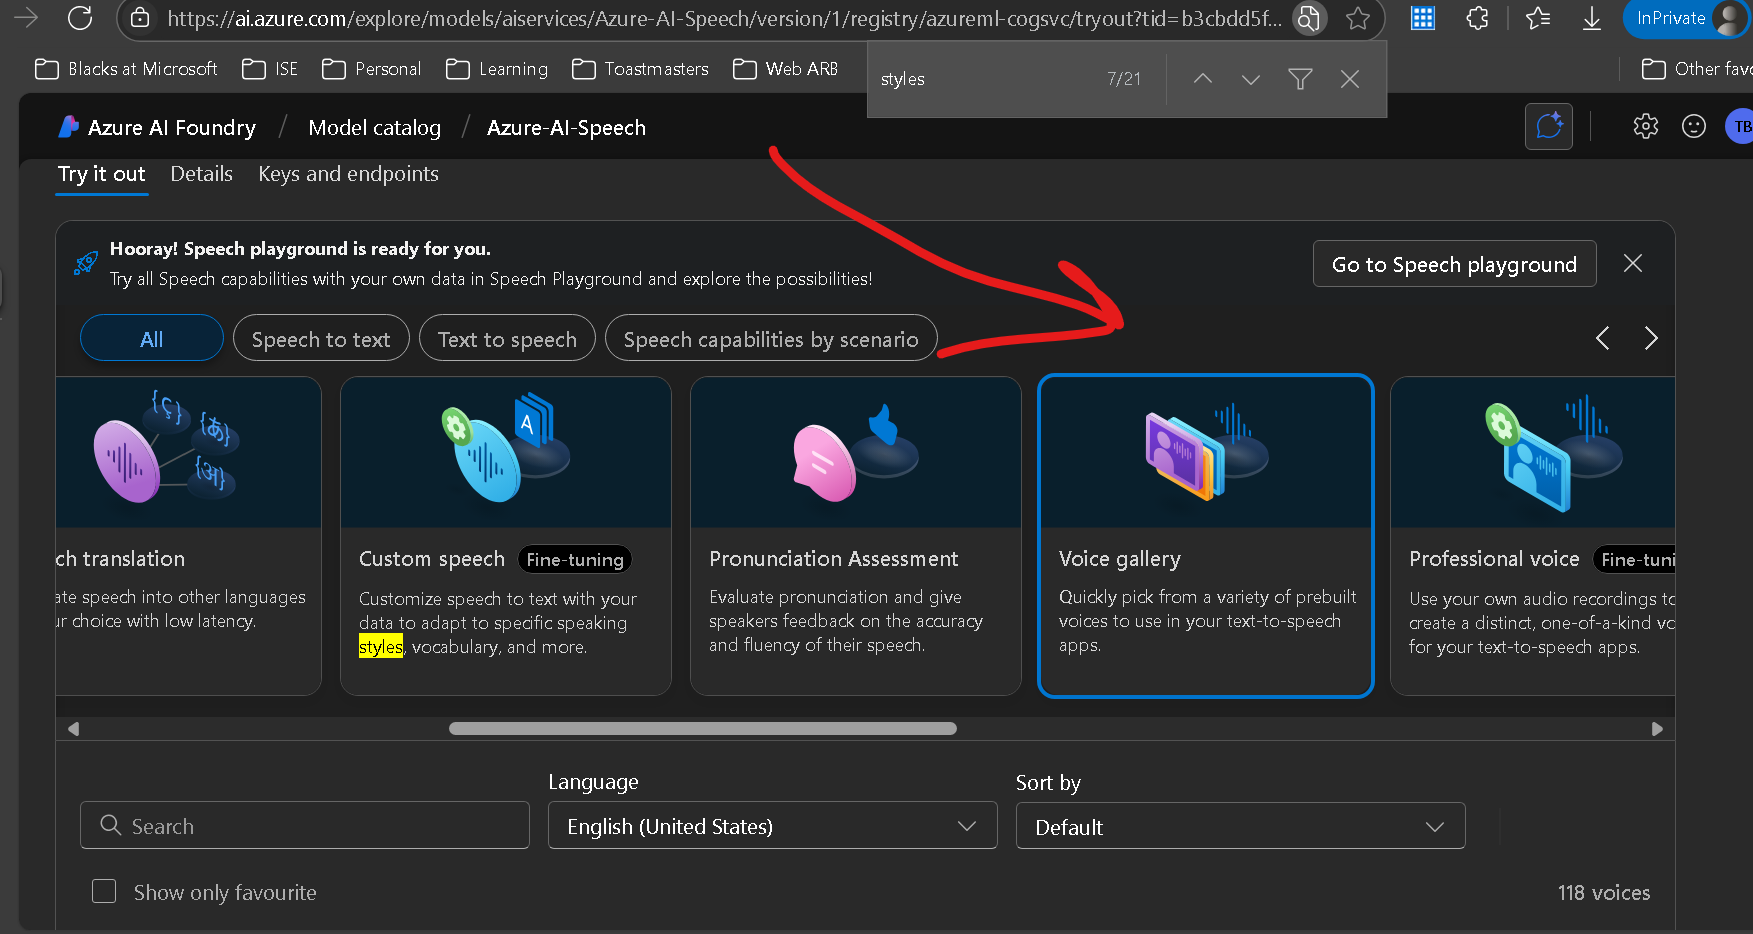 https://ai.azure.com/explore/models/aiservices/Azure-AI-Speech/version/1/registry/azureml-cogsvc/tryout?tid=b3cbdd5f...
InPrivate
Blacks at Microsoft
ISE
Personal
Learning
Toastmasters
Web ARB
Other favo
styles
7/21
Azure AI Foundry / Model catalog / Azure-AI-Speech
TB
Try it out
Details
Keys and endpoints
Hooray! Speech playground is ready for you.
Try all Speech capabilities with your own data in Speech Playground and explore the possibilities!
Go to Speech playground
All
Speech to text
Text to speech
Speech capabilities by scenario
ch translation
ate speech into other languages
ur choice with low latency.
A
Custom speech Fine-tuning
Customize speech to text with your
data to adapt to specific speaking
styles, vocabulary, and more.
Pronunciation Assessment
Evaluate pronunciation and give
speakers feedback on the accuracy
and fluency of their speech.
Voice gallery
Quickly pick from a variety of prebuilt
voices to use in your text-to-speech
apps.
Professional voice Fine-tuni
Use your own audio recordings to
create a distinct, one-of-a-kind vo
for your text-to-speech apps.
Language
Sort by
Search
English (United States)
Default
Show only favourite
118 voices